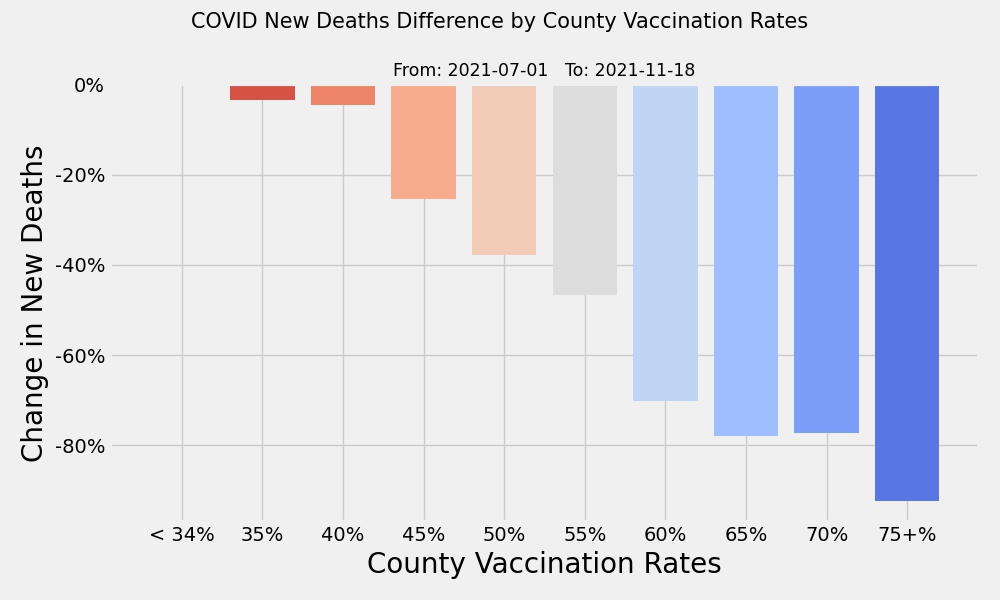 COVID New Deaths Difference by County Vaccination Rates
From: 2021-07-01   To: 2021-11-18
0%
-20%
-40%
-60%
-80%
Change in New Deaths
< 34% 35% 40% 45% 50% 55% 60% 65% 70% 75+%
County Vaccination Rates